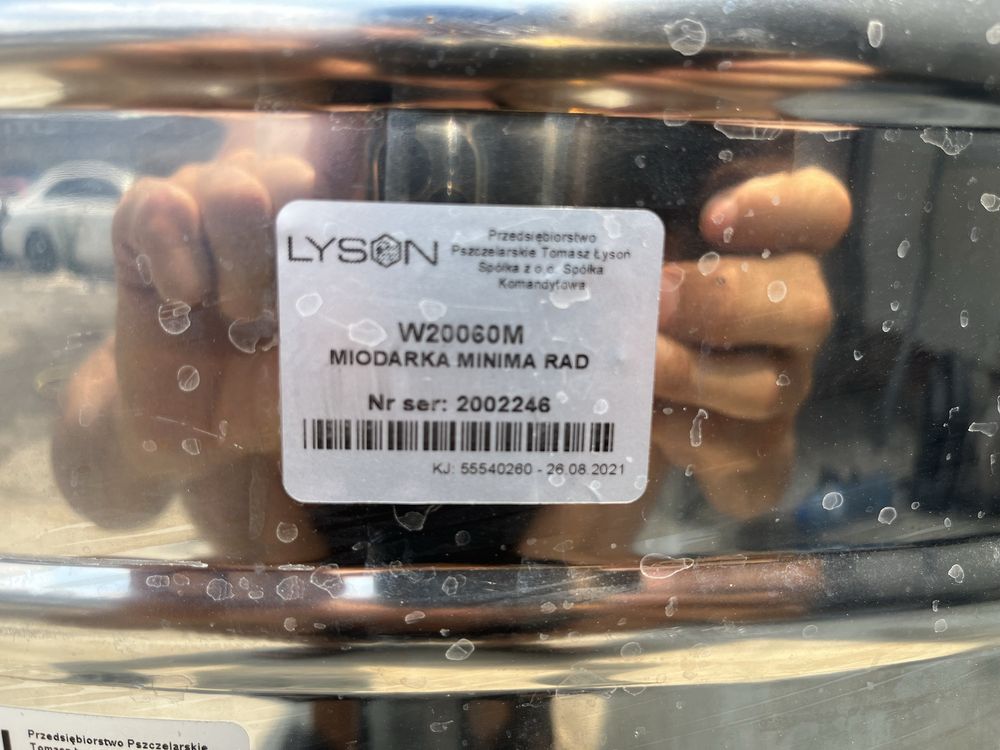 LYSON
Przedsiębiorstwo
Pszczelarskie Tomasz Łysoń
Spółka z o.o. Spółka
Komandytowa
W20060M
MIODARKA MINIMA RAD
Nr ser: 2002246
KJ: 55540260 - 26.08.2021
Przedsiębiorstwo Pszczelarskie